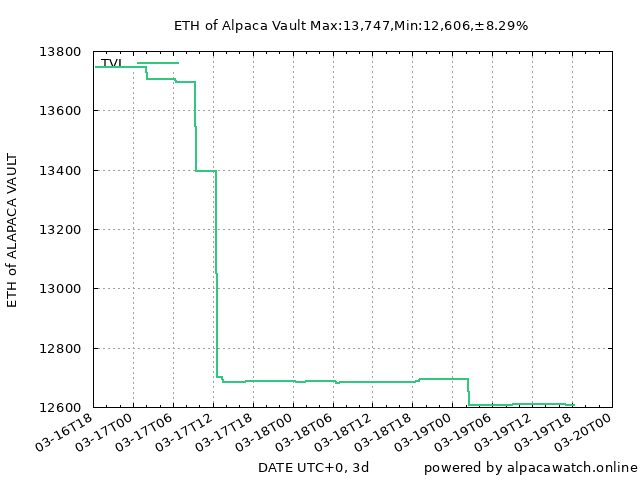 ETH of Alpaca Vault Max:13,747,Min:12,606,±8.29%
TVL
13800
13600
13400
13200
13000
12800
12600
ETH of ALAPACA VAULT
03-16T18
03-17T00
03-17T06
03-17T12
03-17T18
03-18T00
03-18T06
03-18T12
03-18T18
03-19T00
03-19T06
03-19T12
03-19T18
03-20T00
DATE UTC+0, 3d
powered by alpacawatch.online